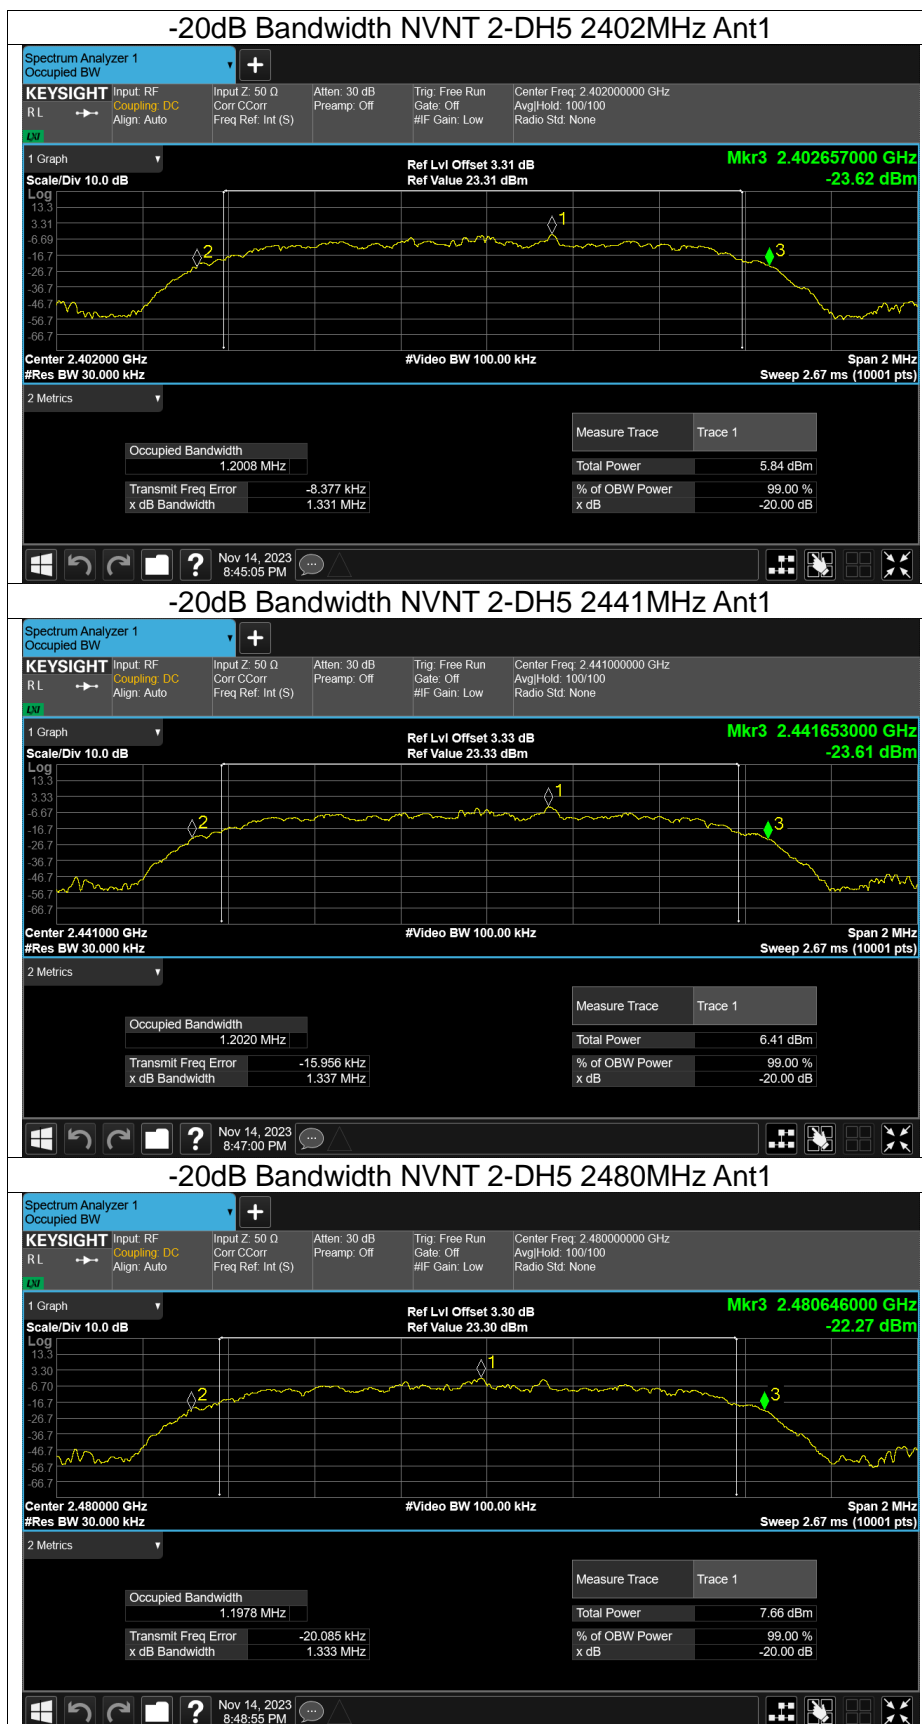 -20dB Bandwidth NVNT 2-DH5 2402MHz Ant1
Spectrum Analyzer 1
Occupied BW
KEYSIGHT Input: RF Input Z: 50 Ω Atten: 30 dB Trig: Free Run Center Freq: 2.402000000 GHz
R L Coupling: DC Corr CCorr Preamp: Off Gate: Off Avg|Hold: 100/100
Align: Auto Freq Ref: Int (S) #IF Gain: Low Radio Std: None
LXI
1 Graph Ref Lvl Offset 3.31 dB Mkr3 2.402657000 GHz
Scale/Div 10.0 dB Ref Value 23.31 dBm -23.62 dBm
Log
13.3
3.31
-6.69
-16.7
-26.7
-36.7
-46.7
-56.7
-66.7
1
2
3
Center 2.402000 GHz #Video BW 100.00 kHz Span 2 MHz
#Res BW 30.000 kHz Sweep 2.67 ms (10001 pts)
2 Metrics
Measure Trace Trace 1
Occupied Bandwidth
1.2008 MHz Total Power 5.84 dBm
Transmit Freq Error -8.377 kHz % of OBW Power 99.00 %
x dB Bandwidth 1.331 MHz x dB -20.00 dB
Nov 14, 2023
8:45:05 PM
-20dB Bandwidth NVNT 2-DH5 2441MHz Ant1
Spectrum Analyzer 1
Occupied BW
KEYSIGHT Input: RF Input Z: 50 Ω Atten: 30 dB Trig: Free Run Center Freq: 2.441000000 GHz
R L Coupling: DC Corr CCorr Preamp: Off Gate: Off Avg|Hold: 100/100
Align: Auto Freq Ref: Int (S) #IF Gain: Low Radio Std: None
LXI
1 Graph Ref Lvl Offset 3.33 dB Mkr3 2.441653000 GHz
Scale/Div 10.0 dB Ref Value 23.33 dBm -23.61 dBm
Log
13.3
3.33
-6.67
-16.7
-26.7
-36.7
-46.7
-56.7
-66.7
1
2
3
Center 2.441000 GHz #Video BW 100.00 kHz Span 2 MHz
#Res BW 30.000 kHz Sweep 2.67 ms (10001 pts)
2 Metrics
Measure Trace Trace 1
Occupied Bandwidth
1.2020 MHz Total Power 6.41 dBm
Transmit Freq Error -15.956 kHz % of OBW Power 99.00 %
x dB Bandwidth 1.337 MHz x dB -20.00 dB
Nov 14, 2023
8:47:00 PM
-20dB Bandwidth NVNT 2-DH5 2480MHz Ant1
Spectrum Analyzer 1
Occupied BW
KEYSIGHT Input: RF Input Z: 50 Ω Atten: 30 dB Trig: Free Run Center Freq: 2.480000000 GHz
R L Coupling: DC Corr CCorr Preamp: Off Gate: Off Avg|Hold: 100/100
Align: Auto Freq Ref: Int (S) #IF Gain: Low Radio Std: None
LXI
1 Graph Ref Lvl Offset 3.30 dB Mkr3 2.480646000 GHz
Scale/Div 10.0 dB Ref Value 23.30 dBm -22.27 dBm
Log
13.3
3.30
-6.70
-16.7
-26.7
-36.7
-46.7
-56.7
-66.7
1
2
3
Center 2.480000 GHz #Video BW 100.00 kHz Span 2 MHz
#Res BW 30.000 kHz Sweep 2.67 ms (10001 pts)
2 Metrics
Measure Trace Trace 1
Occupied Bandwidth
1.1978 MHz Total Power 7.66 dBm
Transmit Freq Error -20.085 kHz % of OBW Power 99.00 %
x dB Bandwidth 1.333 MHz x dB -20.00 dB
Nov 14, 2023
8:48:55 PM